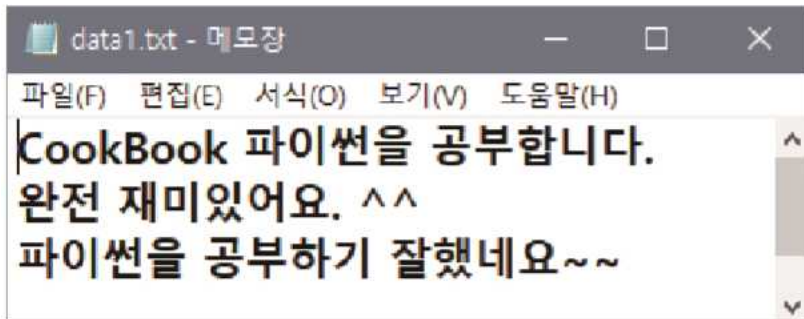 data1.txt - 메모장
파일(F) 편집(E) 서식(O) 보기(V) 도움말(H)
CookBook 파이썬을 공부합니다.
완전 재미있어요. ^^
파이썬을 공부하기 잘했네요~~